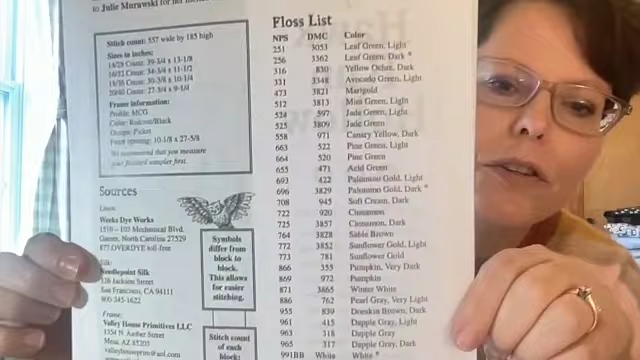 to Julie Murawski for her
Stitch count: 557 wide by 185 high
Sizes in inches:
14/28 Count: 39-3/4 x 13-1/8
16/32 Count: 34-3/4 x 11-1/2
18/36 Count: 30-7/8 x 10-1/4
20/40 Count: 27-3/4 x 9-1/4
Frame information:
Profile: MCG
Color: Redcoat/Black
Groups: Picket
Frame opening: 10-1/8 x 27-5/8
We recommend that you measure
your finished sampler first.
Sources
Linen:
Weeks Dye Works
1510 – 103 Mechanical Blvd.
Garner, North Carolina 27529
877.OVERDYE toll-free
Silk:
Needlepoint Silk
Jackson Street
San Francisco, CA 94111
800-345-1622
Frame:
Valley House Primitives LLC
1354 N. Amber Street
Mesa, AZ 85203
valleyhouseprim@aol.com
Symbols
differ from
block to
block.
This allows
for easier
stitching.
Stitch count
of each
block:
Floss List
NPS DMC Color
251 3053 Leaf Green, Light
256 3362 Leaf Green, Dark *
316 830 Yellow Ochre, Dark
331 3348 Avocado Green, Light
473 3821 Marigold
512 3813 Mint Green, Light
524 597 Jade Green, Light
525 3809 Jade Green
558 971 Canary Yellow, Dark
663 522 Pine Green, Light
664 520 Pine Green
655 471 Acid Green
693 422 Palomino Gold, Light
696 3829 Palomino Gold, Dark *
708 945 Soft Cream, Dark
722 920 Cinnamon
725 3857 Cinnamon, Dark
764 3828 Sable Brown
772 3852 Sunflower Gold, Light
773 781 Sunflower Gold
866 355 Pumpkin, Very Dark
869 972 Pumpkin
871 3865 Winter White
886 762 Pearl Gray, Very Light
955 839 Doeskin Brown, Dark
961 415 Dapple Gray, Light
963 318 Dapple Gray
965 317 Dapple Gray, Dark
991BB White White *